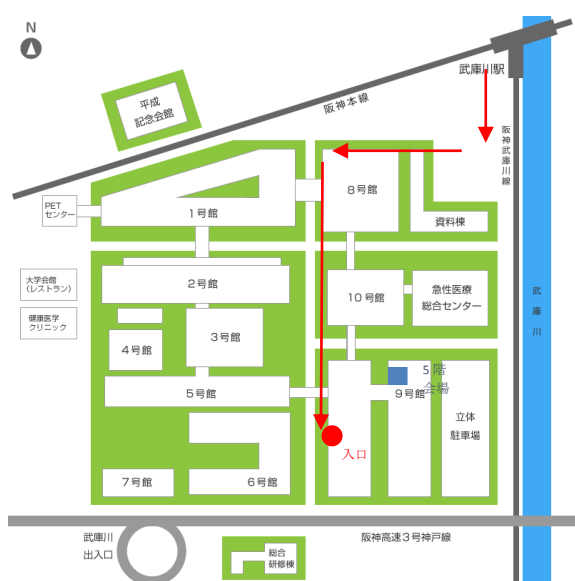 N
武庫川駅
平成
記念会館
阪神本線
阪神武庫川線
8号館
PET
センター
1号館
資料棟
大学会館
(レストラン)
2号館
10号館
急性医療
総合センター
武庫川
健康医学
クリニック
3号館
4号館
5階
会場
5号館
9号館
立体
駐車場
入口
7号館
6号館
武庫川
出入口
阪神高速3号神戸線
総合
研修棟